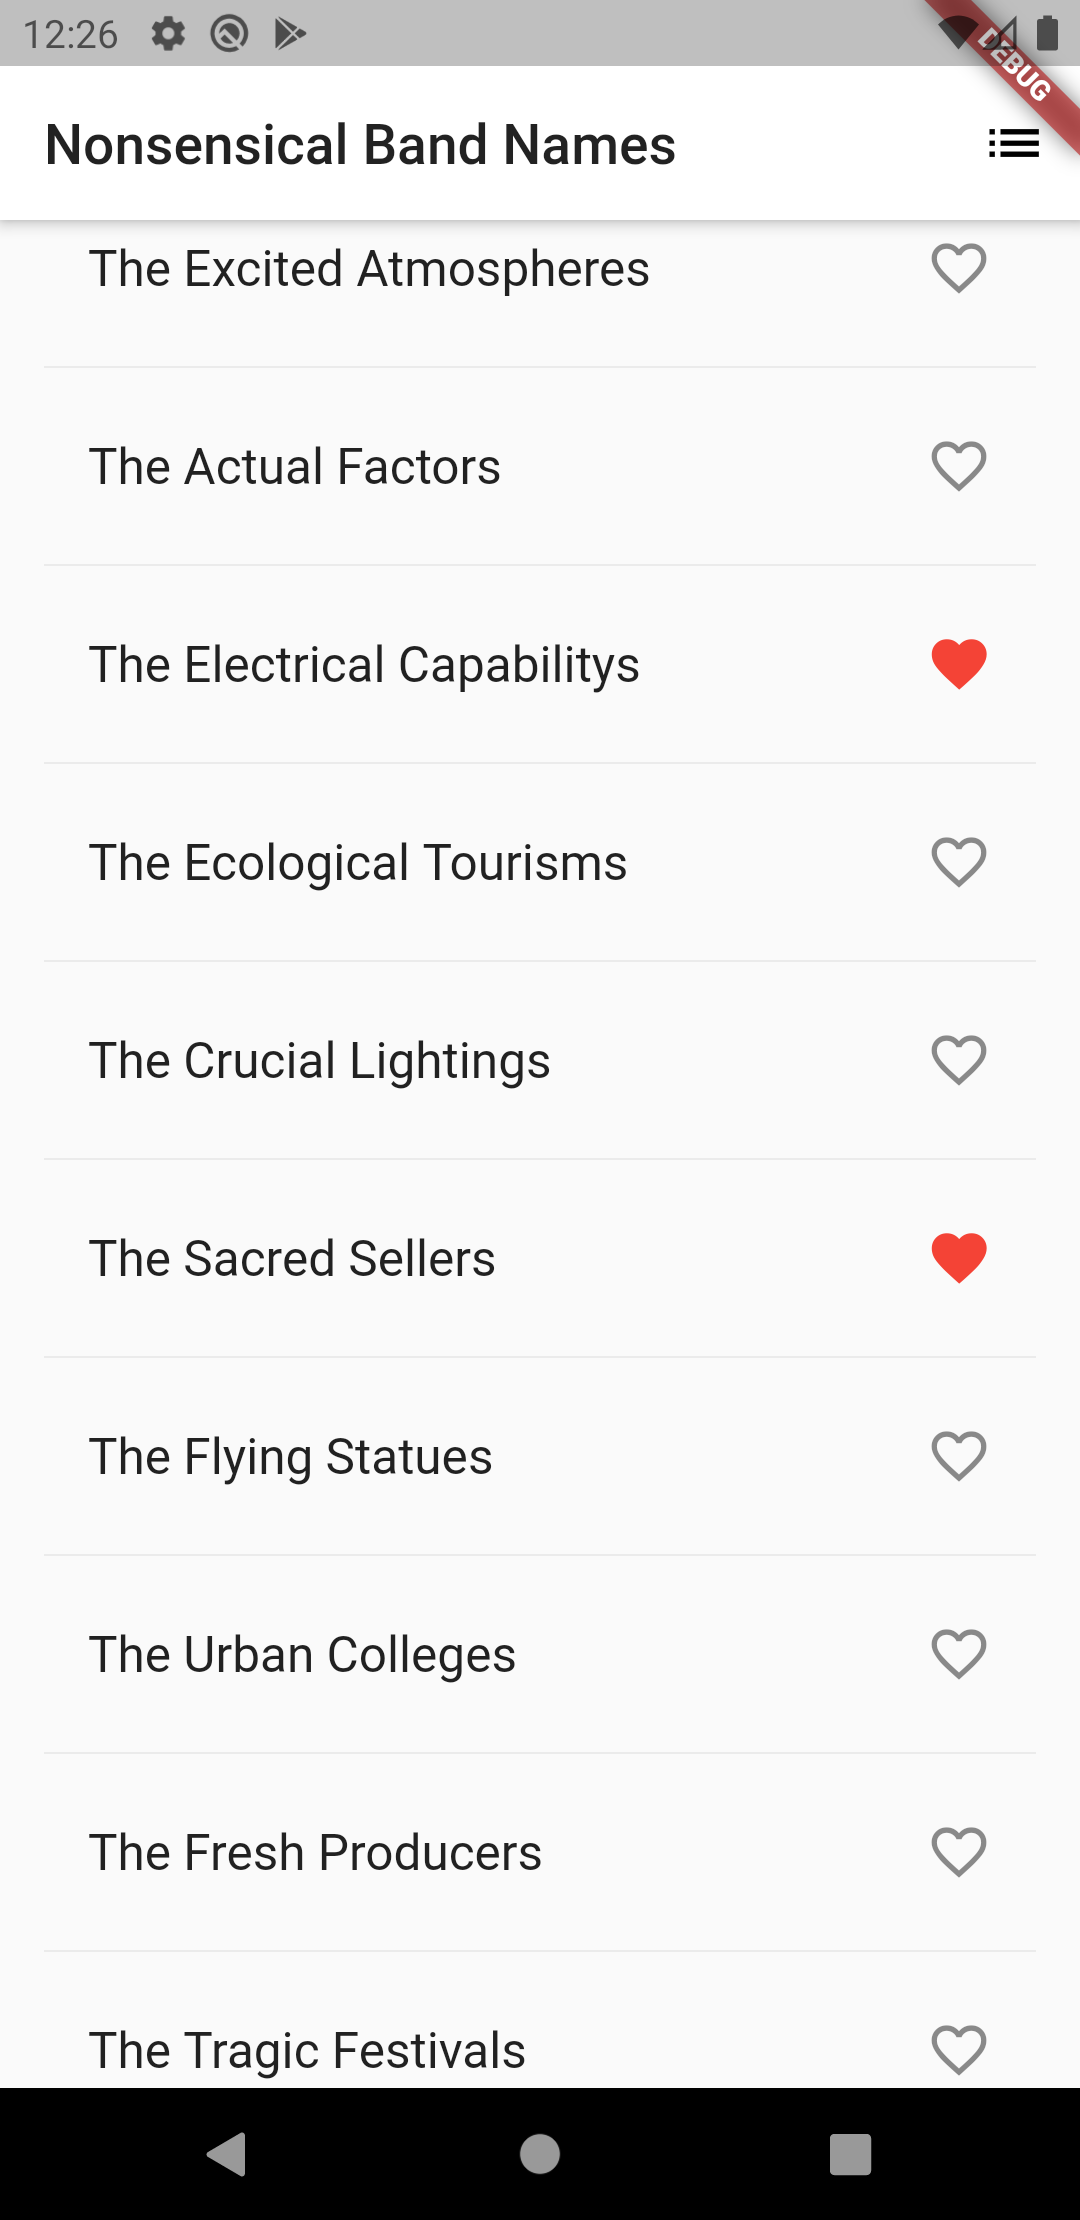 12:26
DEBUG
Nonsensical Band Names
The Excited Atmospheres
The Actual Factors
The Electrical Capabilitys
The Ecological Tourisms
The Crucial Lightings
The Sacred Sellers
The Flying Statues
The Urban Colleges
The Fresh Producers
The Tragic Festivals